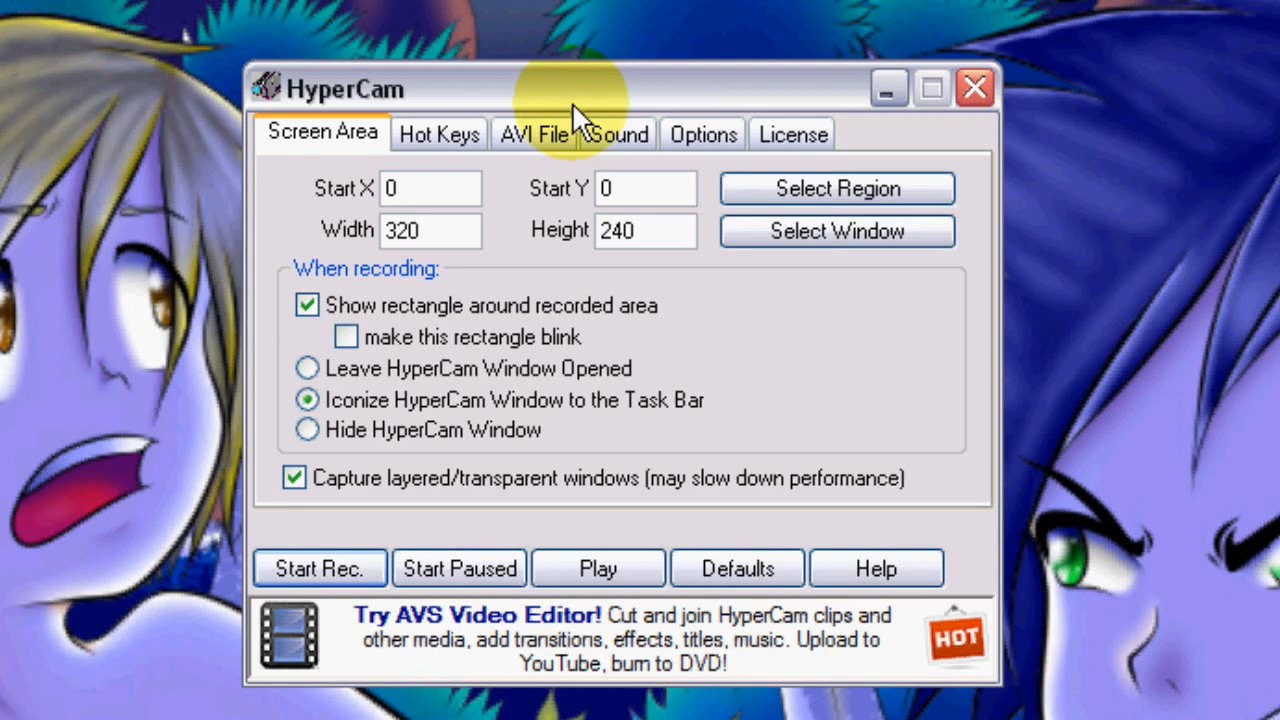 HyperCam
Screen Area Hot Keys AVI File Sound Options License
Start X 0 Start Y 0 Select Region
Width 320 Height 240 Select Window
When recording:
Show rectangle around recorded area
make this rectangle blink
Leave HyperCam Window Opened
Iconize HyperCam Window to the Task Bar
Hide HyperCam Window
Capture layered/transparent windows (may slow down performance)
Start Rec. Start Paused Play Defaults Help
Try AVS Video Editor! Cut and join HyperCam clips and
other media, add transitions, effects, titles, music. Upload to
YouTube, burn to DVD!
HOT